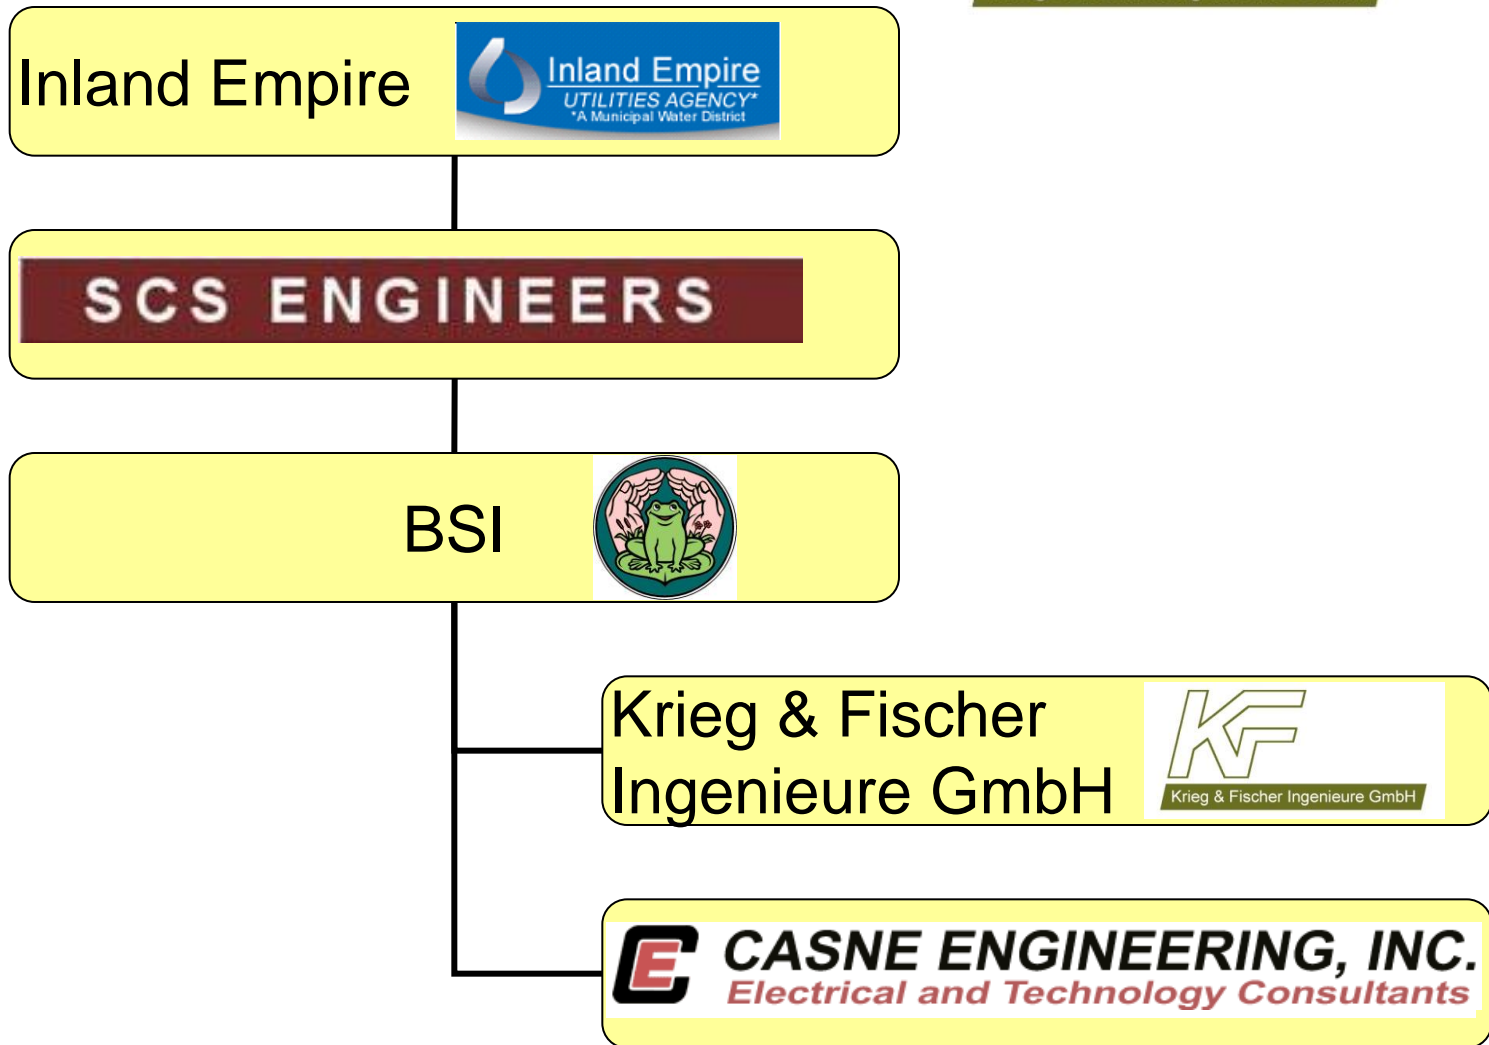 Inland Empire
Inland Empire
UTILITIES AGENCY*
*A Municipal Water District
SCS ENGINEERS
BSI
Krieg & Fischer
Ingenieure GmbH
Krieg & Fischer Ingenieure GmbH
CASNE ENGINEERING, INC.
Electrical and Technology Consultants